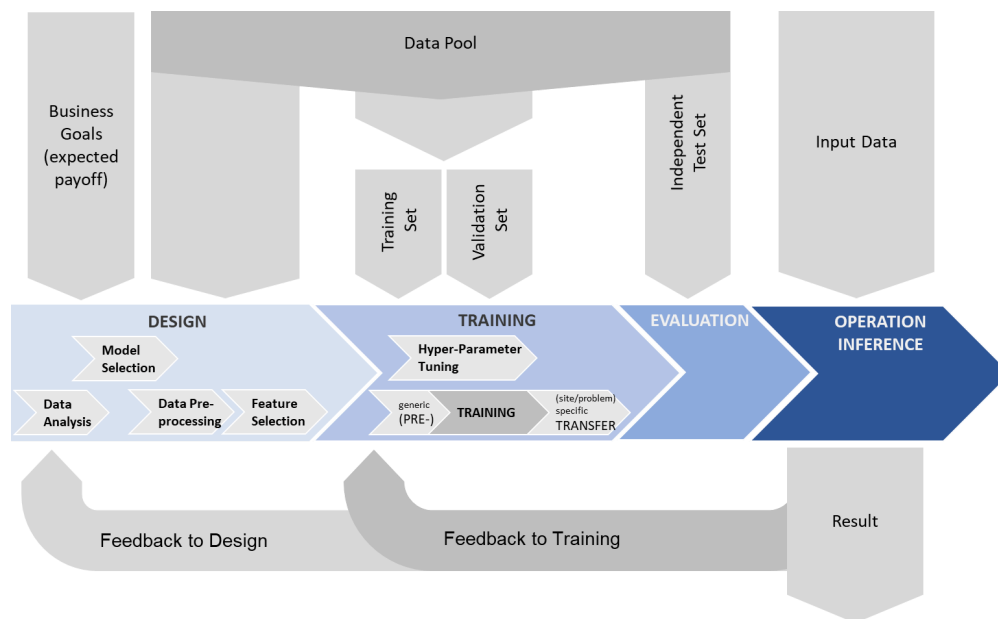 Data Pool
Business
Goals
(expected
payoff)
Training
Set
Validation
Set
Independent
Test Set
Input Data
DESIGN
Model
Selection
Data
Analysis
Data Pre-
processing
Feature
Selection
TRAINING
Hyper-Parameter
Tuning
generic
(PRE-)
TRAINING
(site/problem)
specific
TRANSFER
EVALUATION
OPERATION
INFERENCE
Feedback to Design
Feedback to Training
Result